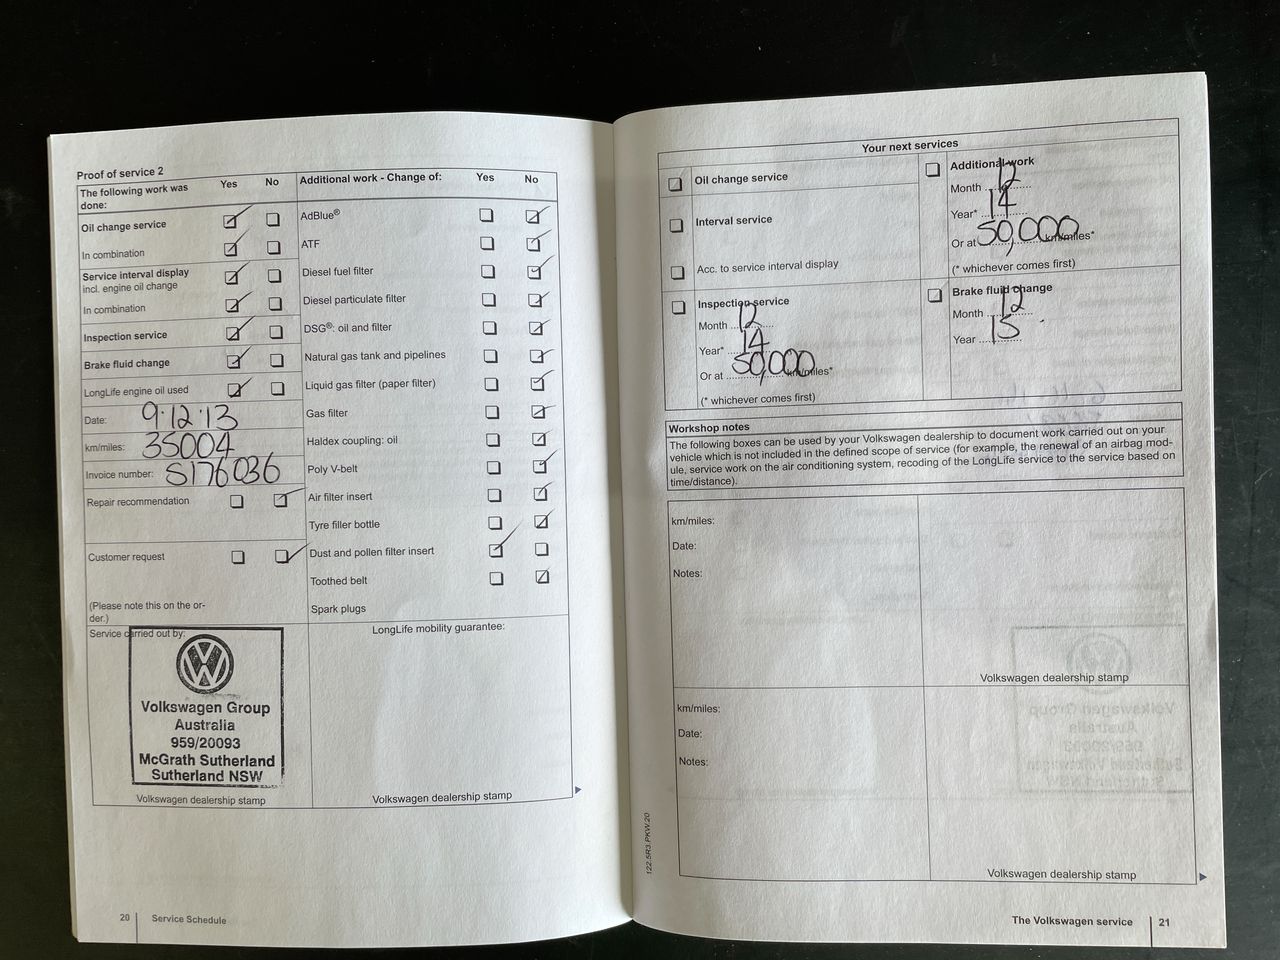 Proof of service 2
The following work was done: Yes No
Oil change service
In combination
Service interval display
incl. engine oil change
In combination
Inspection service
Brake fluid change
LongLife engine oil used
Date: 9.12.13
km/miles: 35004
Invoice number: S176036
Repair recommendation
Customer request
(Please note this on the or-
der.)
Additional work - Change of: Yes No
AdBlue®
ATF
Diesel fuel filter
Diesel particulate filter
DSG®: oil and filter
Natural gas tank and pipelines
Liquid gas filter (paper filter)
Gas filter
Haldex coupling: oil
Poly V-belt
Air filter insert
Tyre filler bottle
Dust and pollen filter insert
Toothed belt
Spark plugs
Service carried out by:
Volkswagen Group
Australia
959/20093
McGrath Sutherland
Sutherland NSW
Volkswagen dealership stamp
LongLife mobility guarantee:
Volkswagen dealership stamp
20 Service Schedule
Your next services
Oil change service
Interval service
Acc. to service interval display
Inspection service
Month 12
Year* 14
Or at 50,000 km/miles*
(* whichever comes first)
Additional work
Month 12
Year* 14
Or at 50,000 km/miles*
(* whichever comes first)
Brake fluid change
Month 12
Year 15
Workshop notes
The following boxes can be used by your Volkswagen dealership to document work carried out on your
vehicle which is not included in the defined scope of service (for example, the renewal of an airbag mod-
ule, service work on the air conditioning system, recoding of the LongLife service to the service based on
time/distance).
km/miles:
Date:
Notes:
Volkswagen dealership stamp
km/miles:
Date:
Notes:
Volkswagen dealership stamp
122.5R3.PKW.20
The Volkswagen service 21